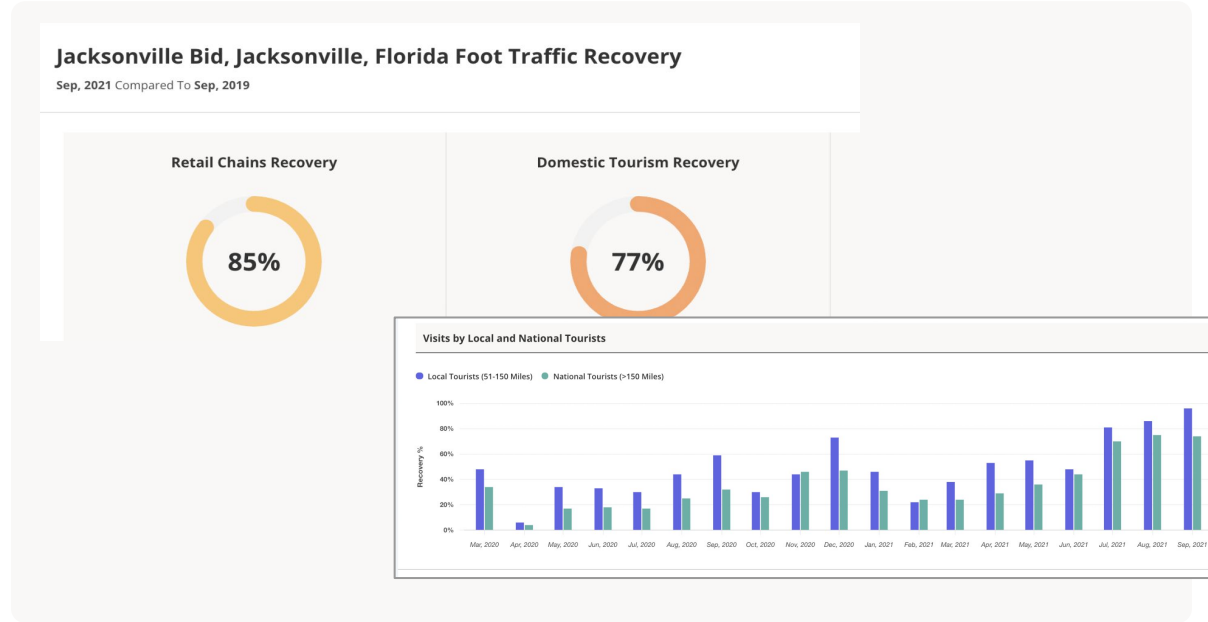 Jacksonville Bid, Jacksonville, Florida Foot Traffic Recovery
Sep, 2021 Compared To Sep, 2019
Retail Chains Recovery
Domestic Tourism Recovery
85%
77%
Visits by Local and National Tourists
Local Tourists (51-150 Miles) National Tourists (>150 Miles)
100%
80%
60%
40%
20%
0%
Recovery %
Mar, 2020 Apr, 2020 May, 2020 Jun, 2020 Jul, 2020 Aug, 2020 Sep, 2020 Oct, 2020 Nov, 2020 Dec, 2020 Jan, 2021 Feb, 2021 Mar, 2021 Apr, 2021 May, 2021 Jun, 2021 Jul, 2021 Aug, 2021 Sep, 2021